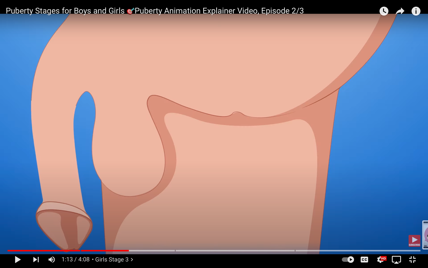 Puberty Stages for Boys and Girls Puberty Animation Explainer Video, Episode 2/3
1:13 / 4:08 • Girls Stage 3 >